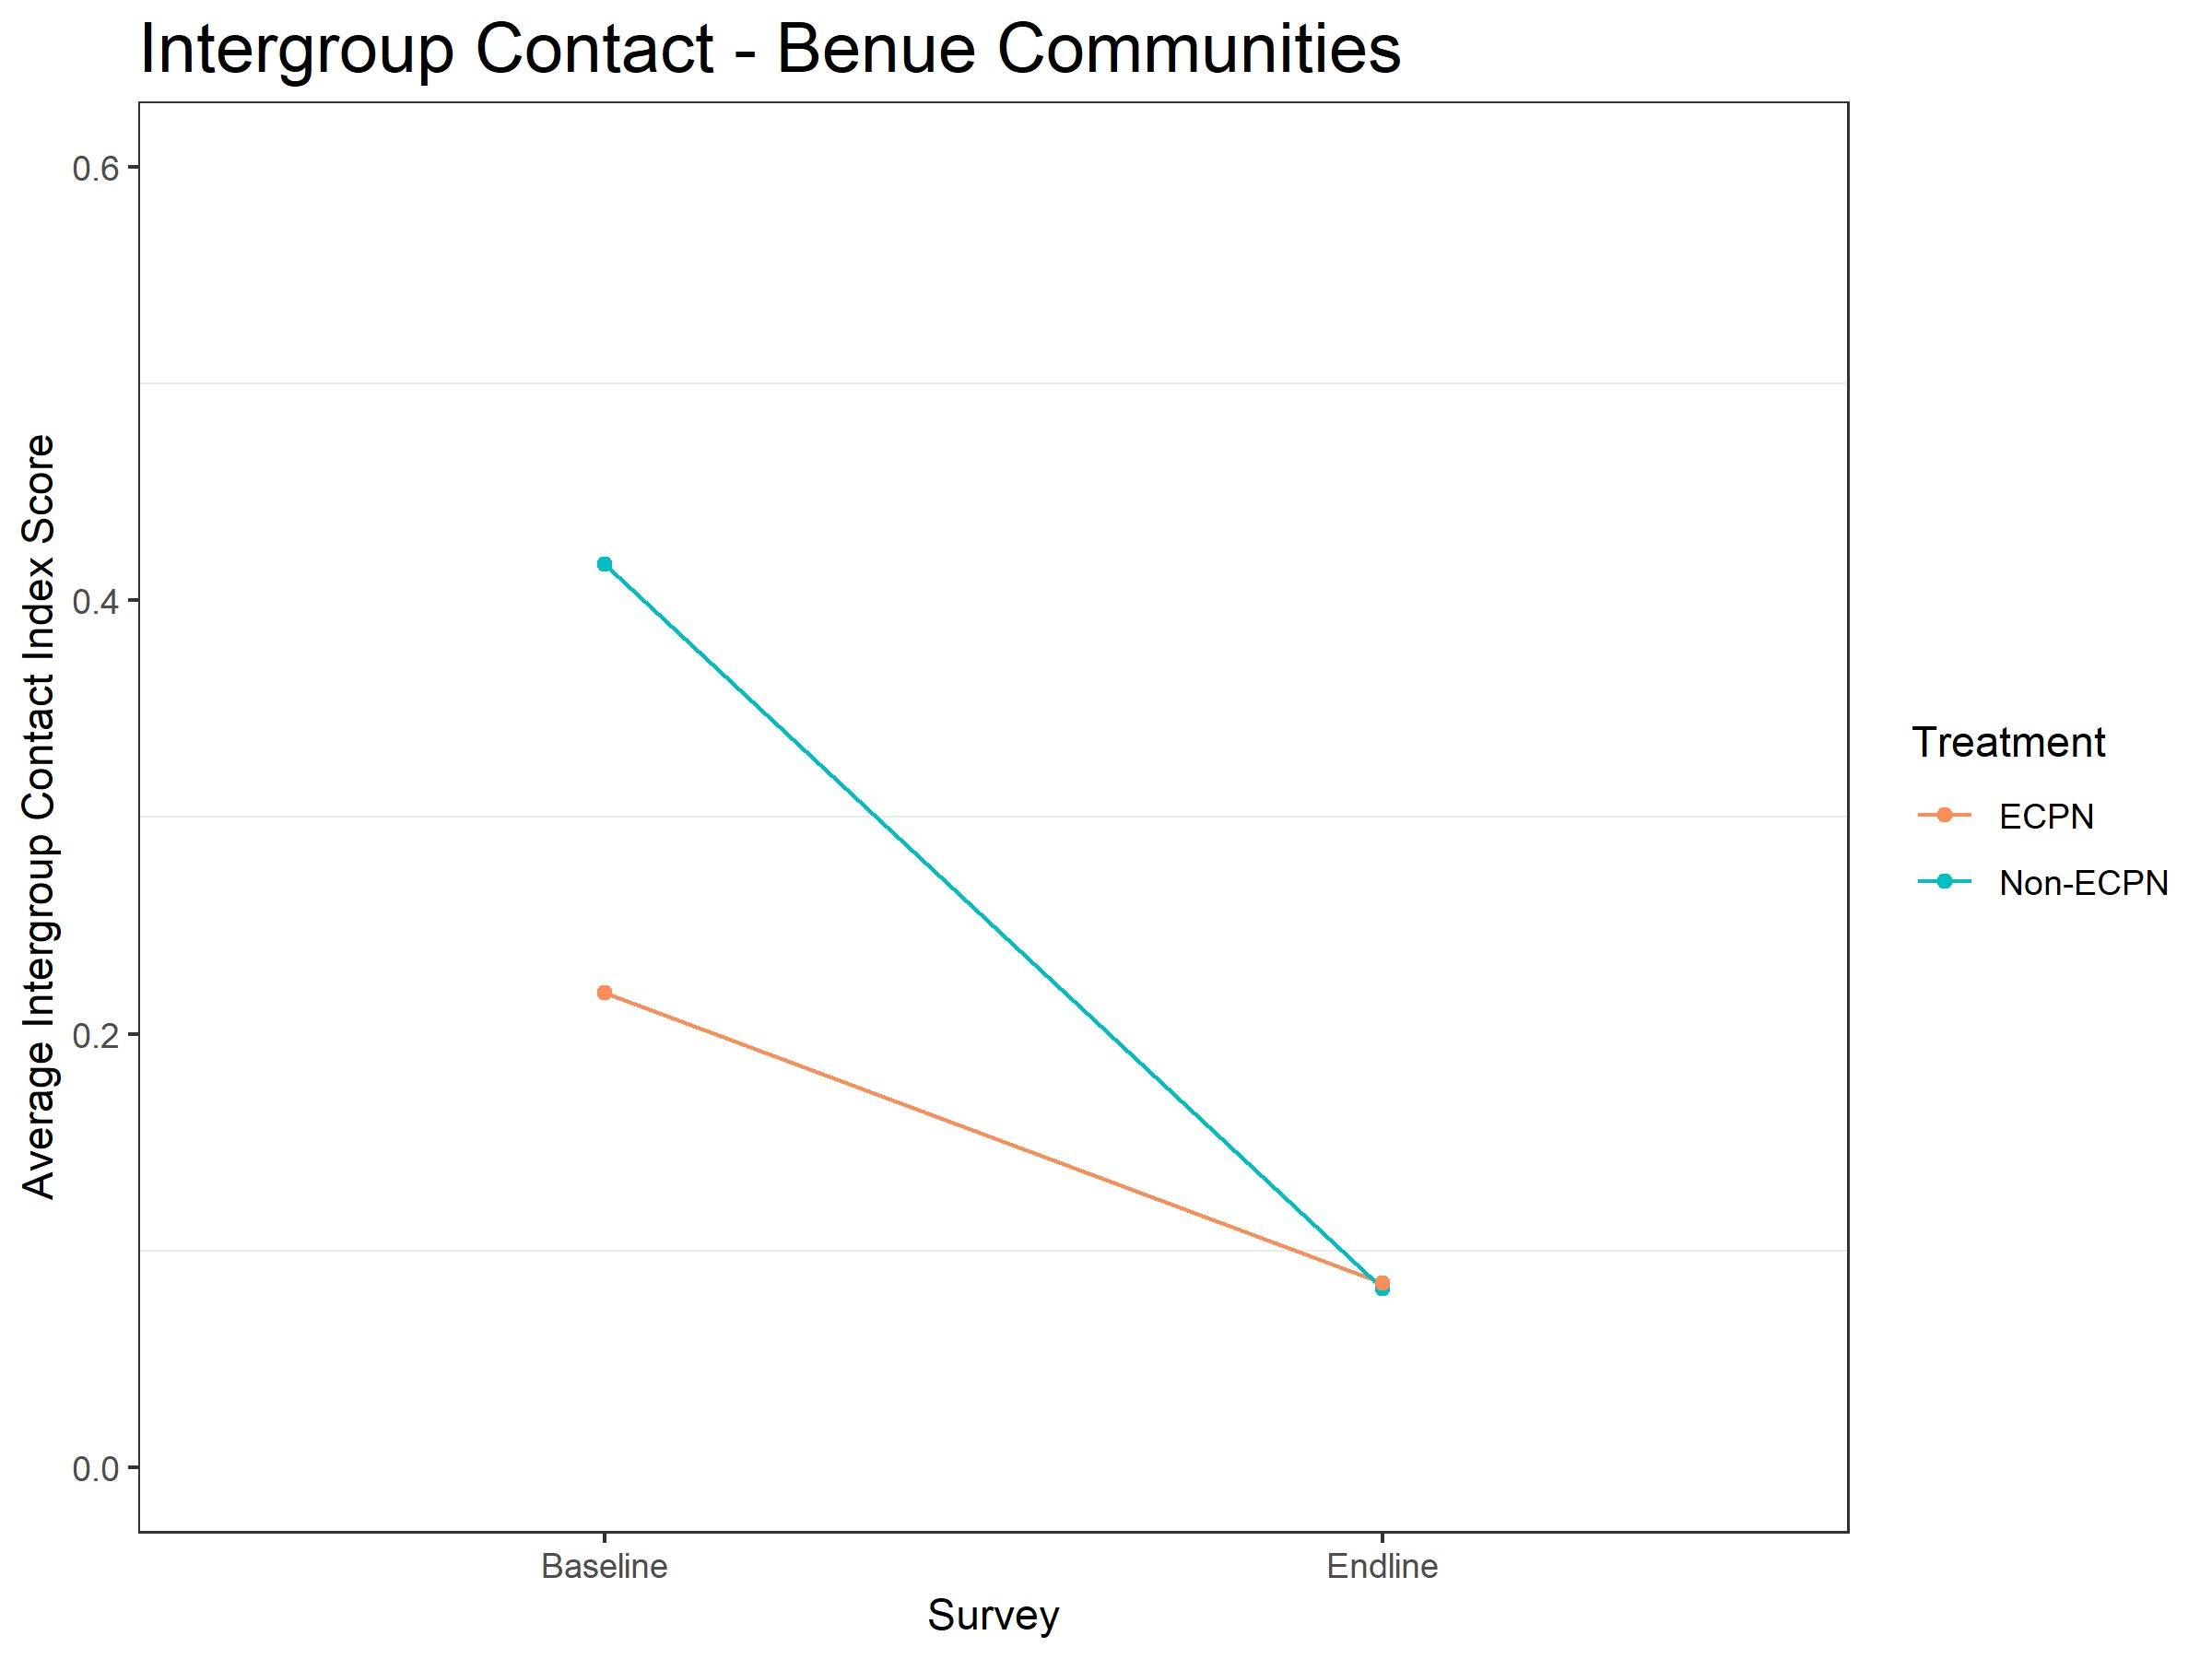 Intergroup Contact - Benue Communities
Average Intergroup Contact Index Score
0.6
0.4
0.2
0.0
Baseline
Endline
Survey
Treatment
ECPN
Non-ECPN